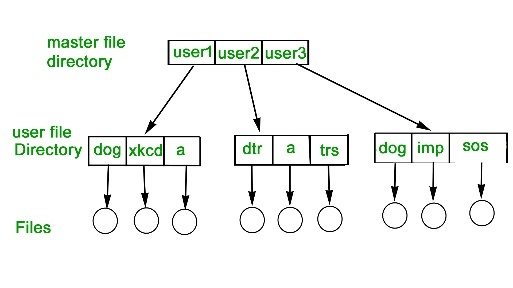 master file
directory
user1 user2 user3
user file
Directory
dog xkcd a
dtr a trs
dog imp sos
Files